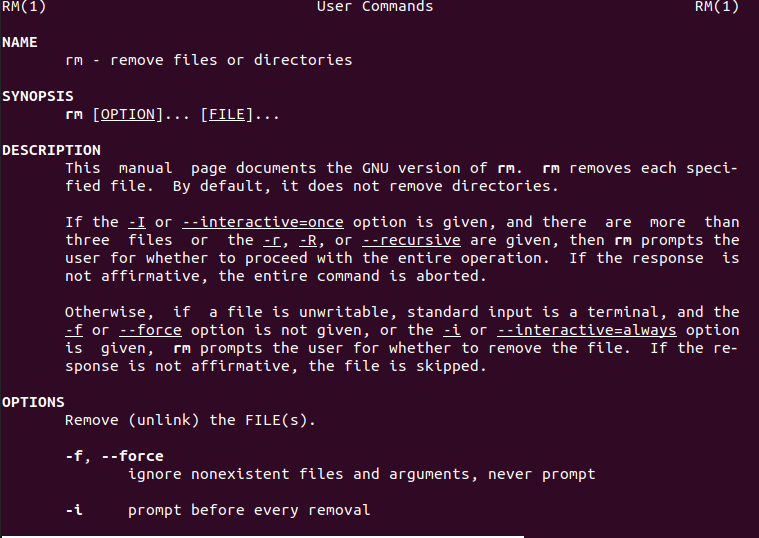 RM(1) User Commands RM(1)
NAME
rm - remove files or directories
SYNOPSIS
rm [OPTION]... [FILE]...
DESCRIPTION
This manual page documents the GNU version of rm. rm removes each speci-
fied file. By default, it does not remove directories.
If the -I or --interactive=once option is given, and there are more than
three files or the -r, -R, or --recursive are given, then rm prompts the
user for whether to proceed with the entire operation. If the response is
not affirmative, the entire command is aborted.
Otherwise, if a file is unwritable, standard input is a terminal, and the
-f or --force option is not given, or the -i or --interactive=always option
is given, rm prompts the user for whether to remove the file. If the re-
sponse is not affirmative, the file is skipped.
OPTIONS
Remove (unlink) the FILE(s).
-f, --force
ignore nonexistent files and arguments, never prompt
-i prompt before every removal